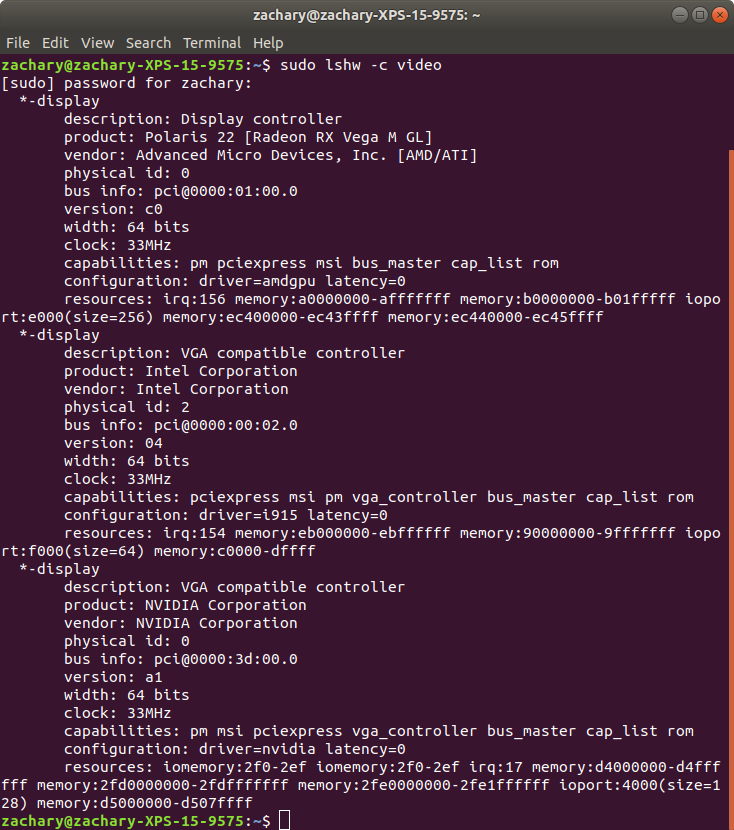 zachary@zachary-XPS-15-9575: ~
File Edit View Search Terminal Help
zachary@zachary-XPS-15-9575:~$ sudo lshw -c video
[sudo] password for zachary:
  *-display
       description: Display controller
       product: Polaris 22 [Radeon RX Vega M GL]
       vendor: Advanced Micro Devices, Inc. [AMD/ATI]
       physical id: 0
       bus info: pci@0000:01:00.0
       version: c0
       width: 64 bits
       clock: 33MHz
       capabilities: pm pciexpress msi bus_master cap_list rom
       configuration: driver=amdgpu latency=0
       resources: irq:156 memory:a0000000-afffffff memory:b0000000-b01fffff iopo
rt:e000(size=256) memory:ec400000-ec43ffff memory:ec440000-ec45ffff
  *-display
       description: VGA compatible controller
       product: Intel Corporation
       vendor: Intel Corporation
       physical id: 2
       bus info: pci@0000:00:02.0
       version: 04
       width: 64 bits
       clock: 33MHz
       capabilities: pciexpress msi pm vga_controller bus_master cap_list rom
       configuration: driver=i915 latency=0
       resources: irq:154 memory:eb000000-ebffffff memory:90000000-9fffffff iopo
rt:f000(size=64) memory:c0000-dffff
  *-display
       description: VGA compatible controller
       product: NVIDIA Corporation
       vendor: NVIDIA Corporation
       physical id: 0
       bus info: pci@0000:3d:00.0
       version: a1
       width: 64 bits
       clock: 33MHz
       capabilities: pm msi pciexpress vga_controller bus_master cap_list rom
       configuration: driver=nvidia latency=0
       resources: iomemory:2f0-2ef iomemory:2f0-2ef irq:17 memory:d4000000-d4fff
fff memory:2fd0000000-2fdfffffff memory:2fe0000000-2fe1ffffff ioport:4000(size=1
28) memory:d5000000-d507ffff
zachary@zachary-XPS-15-9575:~$